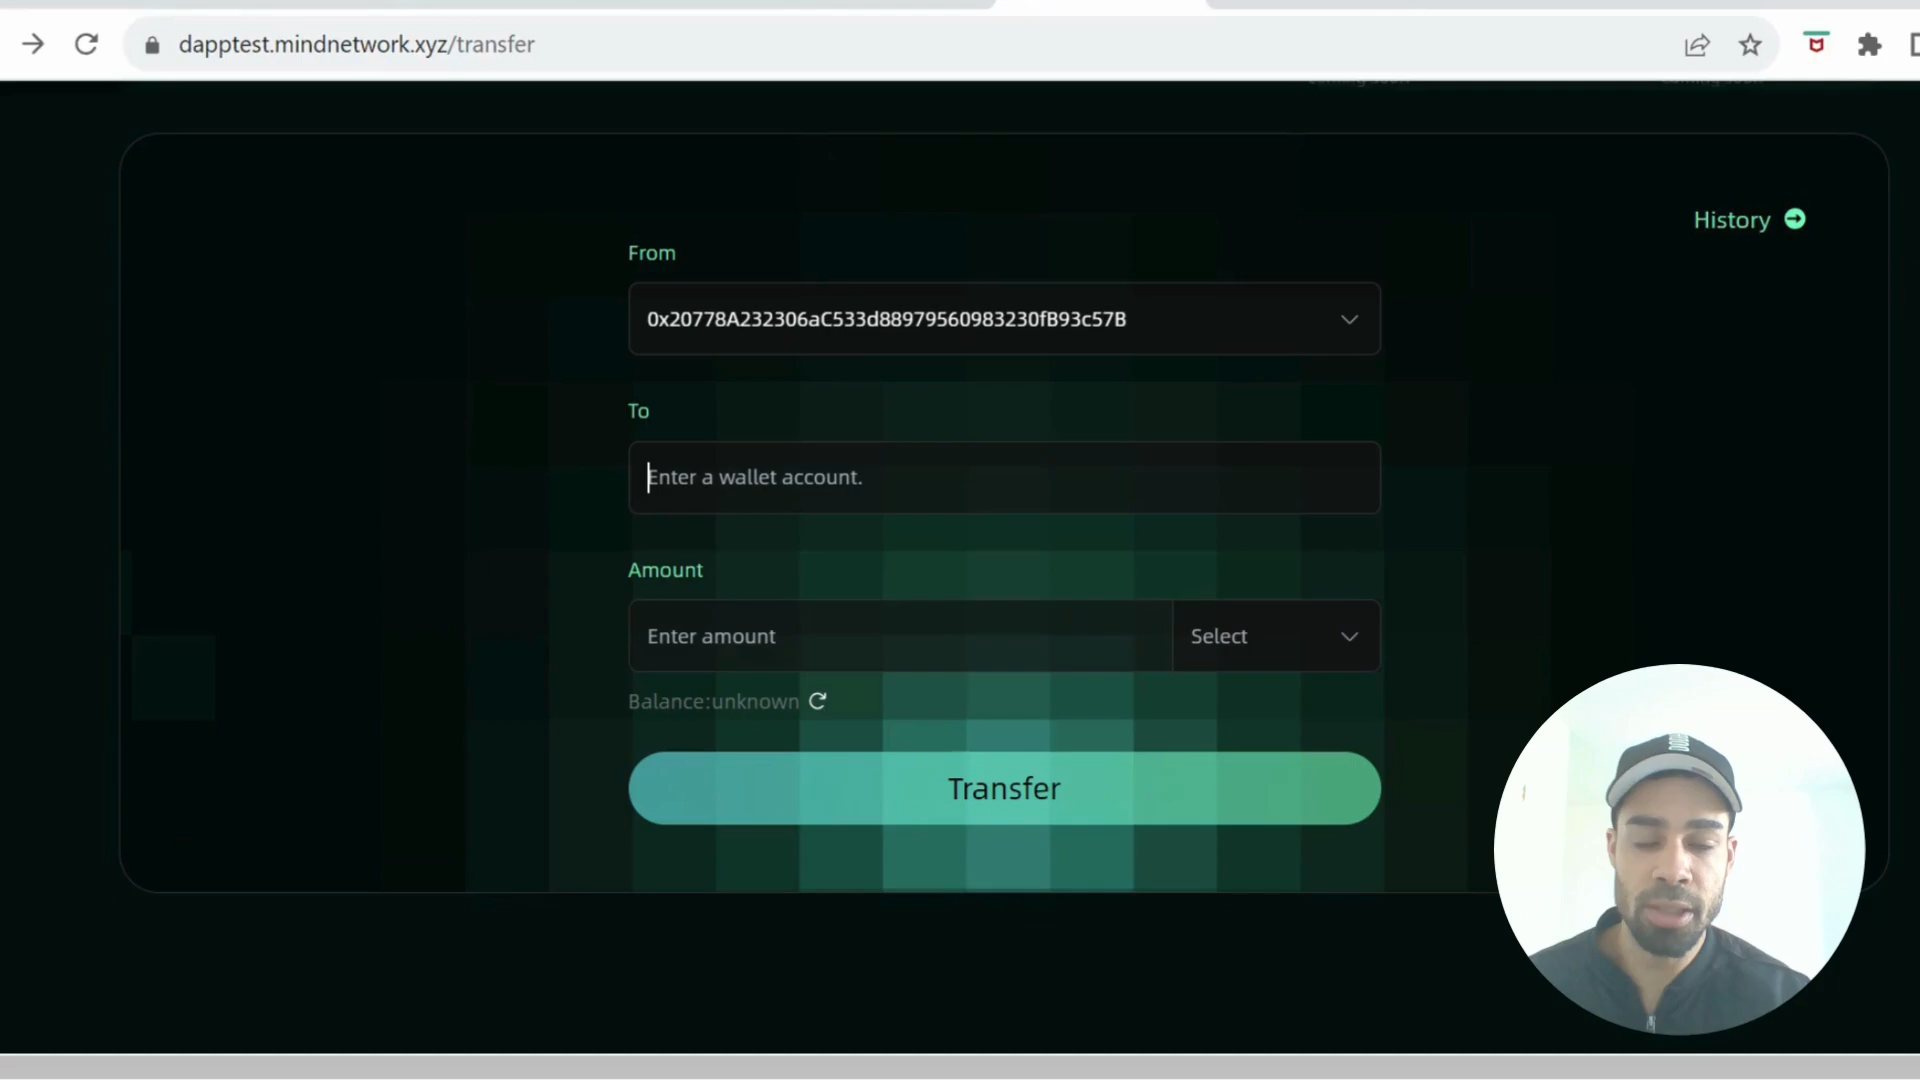 dapptest.mindnetwork.xyz/transfer
History
From
0x20778A232306aC533d88979560983230fB93c57B
To
Enter a wallet account.
Amount
Enter amount
Select
Balance:unknown
Transfer